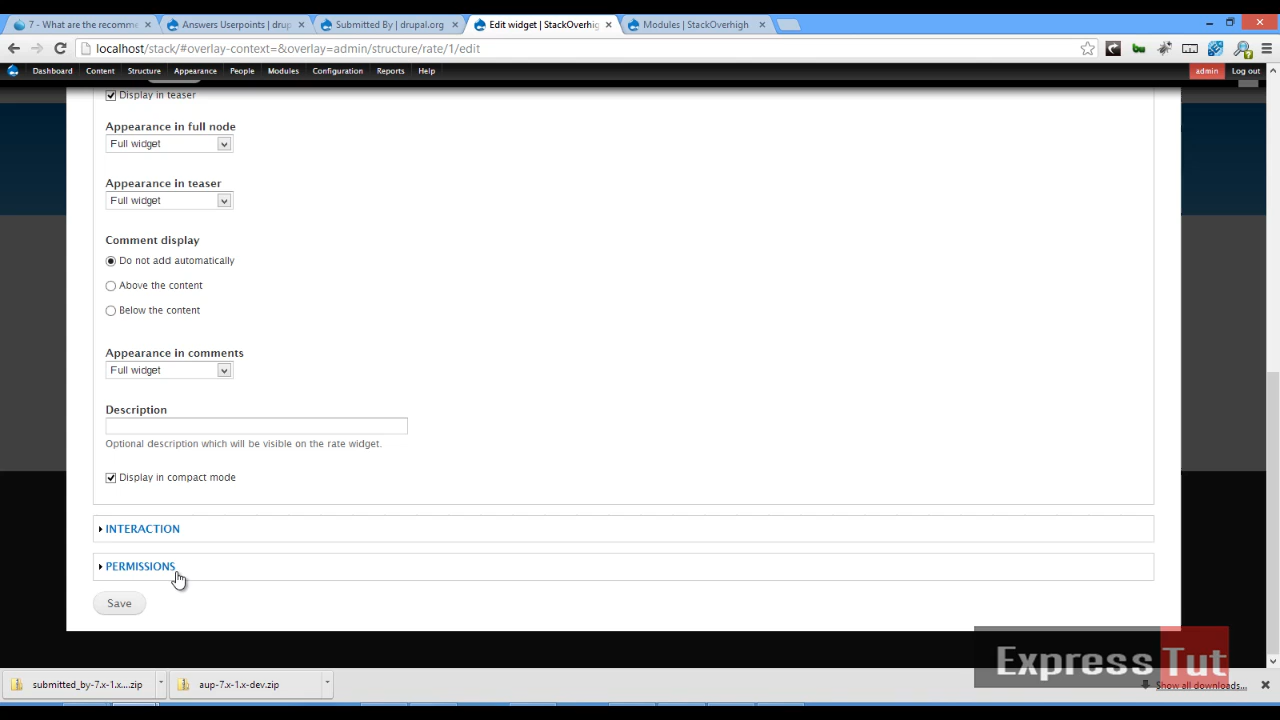 7 - What are the recomme
Answers Userpoints | drup
Submitted By | drupal.org
Edit widget | StackOverhig
Modules | StackOverhigh
localhost/stack/#overlay-context=&overlay=admin/structure/rate/1/edit
Dashboard Content Structure Appearance People Modules Configuration Reports Help admin Log out
Display in teaser
Appearance in full node
Full widget
Appearance in teaser
Full widget
Comment display
Do not add automatically
Above the content
Below the content
Appearance in comments
Full widget
Description
Optional description which will be visible on the rate widget.
Display in compact mode
INTERACTION
PERMISSIONS
Save
Express Tut
submitted_by-7.x-1.x....zip
aup-7.x-1.x-dev.zip
Show all downloads...